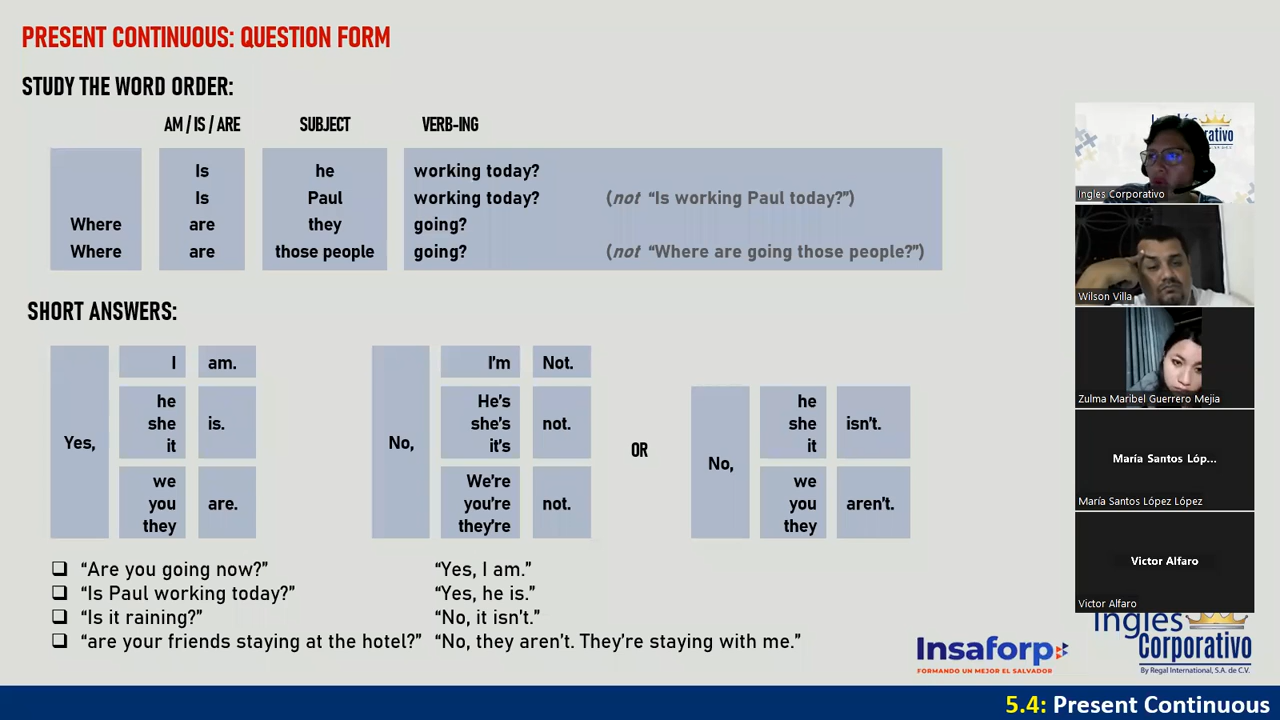 PRESENT CONTINUOUS: QUESTION FORM
STUDY THE WORD ORDER:
AM / IS / ARE SUBJECT VERB-ING
Is he working today?
Is Paul working today? (not “Is working Paul today?”)
Where are they going?
Where are those people going? (not “Where are going those people?”)
SHORT ANSWERS:
Yes,
I am.
he
she is.
it
we
you are.
they
No,
I’m Not.
He’s
she’s not.
it’s
We’re
you’re not.
they’re
OR
No,
he
she isn’t.
it
we
you aren’t.
they
“Are you going now?” “Yes, I am.”
“Is Paul working today?” “Yes, he is.”
“Is it raining?” “No, it isn’t.”
“are your friends staying at the hotel?” “No, they aren’t. They’re staying with me.”
Ingles Corporativo
Wilson Villa
Zulma Maribel Guerrero Mejia
María Santos Lóp...
María Santos López López
Victor Alfaro
Victor Alfaro
Insaforp
FORMANDO UN MEJOR EL SALVADOR
Inglés
Corporativo
By Regal International, S.A. de C.V.
5.4: Present Continuous